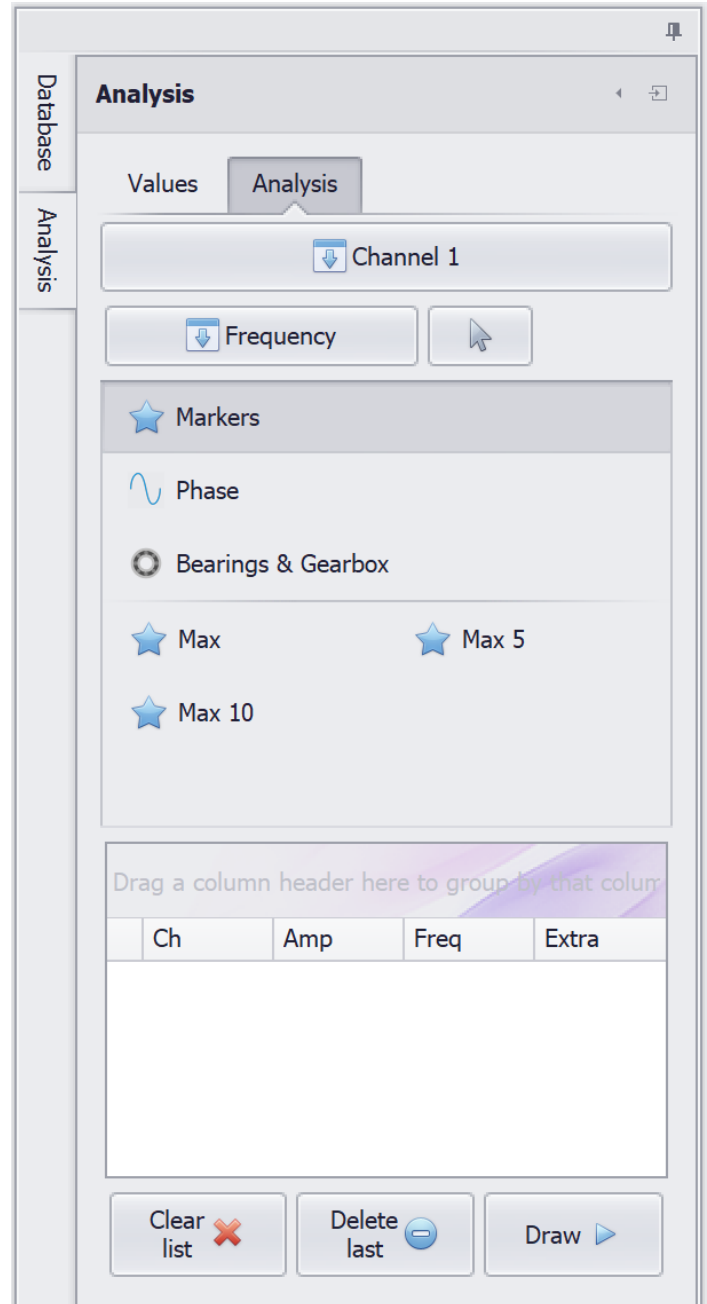 Database
Analysis
Analysis
Values Analysis
Channel 1
Frequency
Markers
Phase
Bearings & Gearbox
Max Max 5
Max 10
Drag a column header here to group by that colum
Ch Amp Freq Extra
Clear
list
Delete
last
Draw